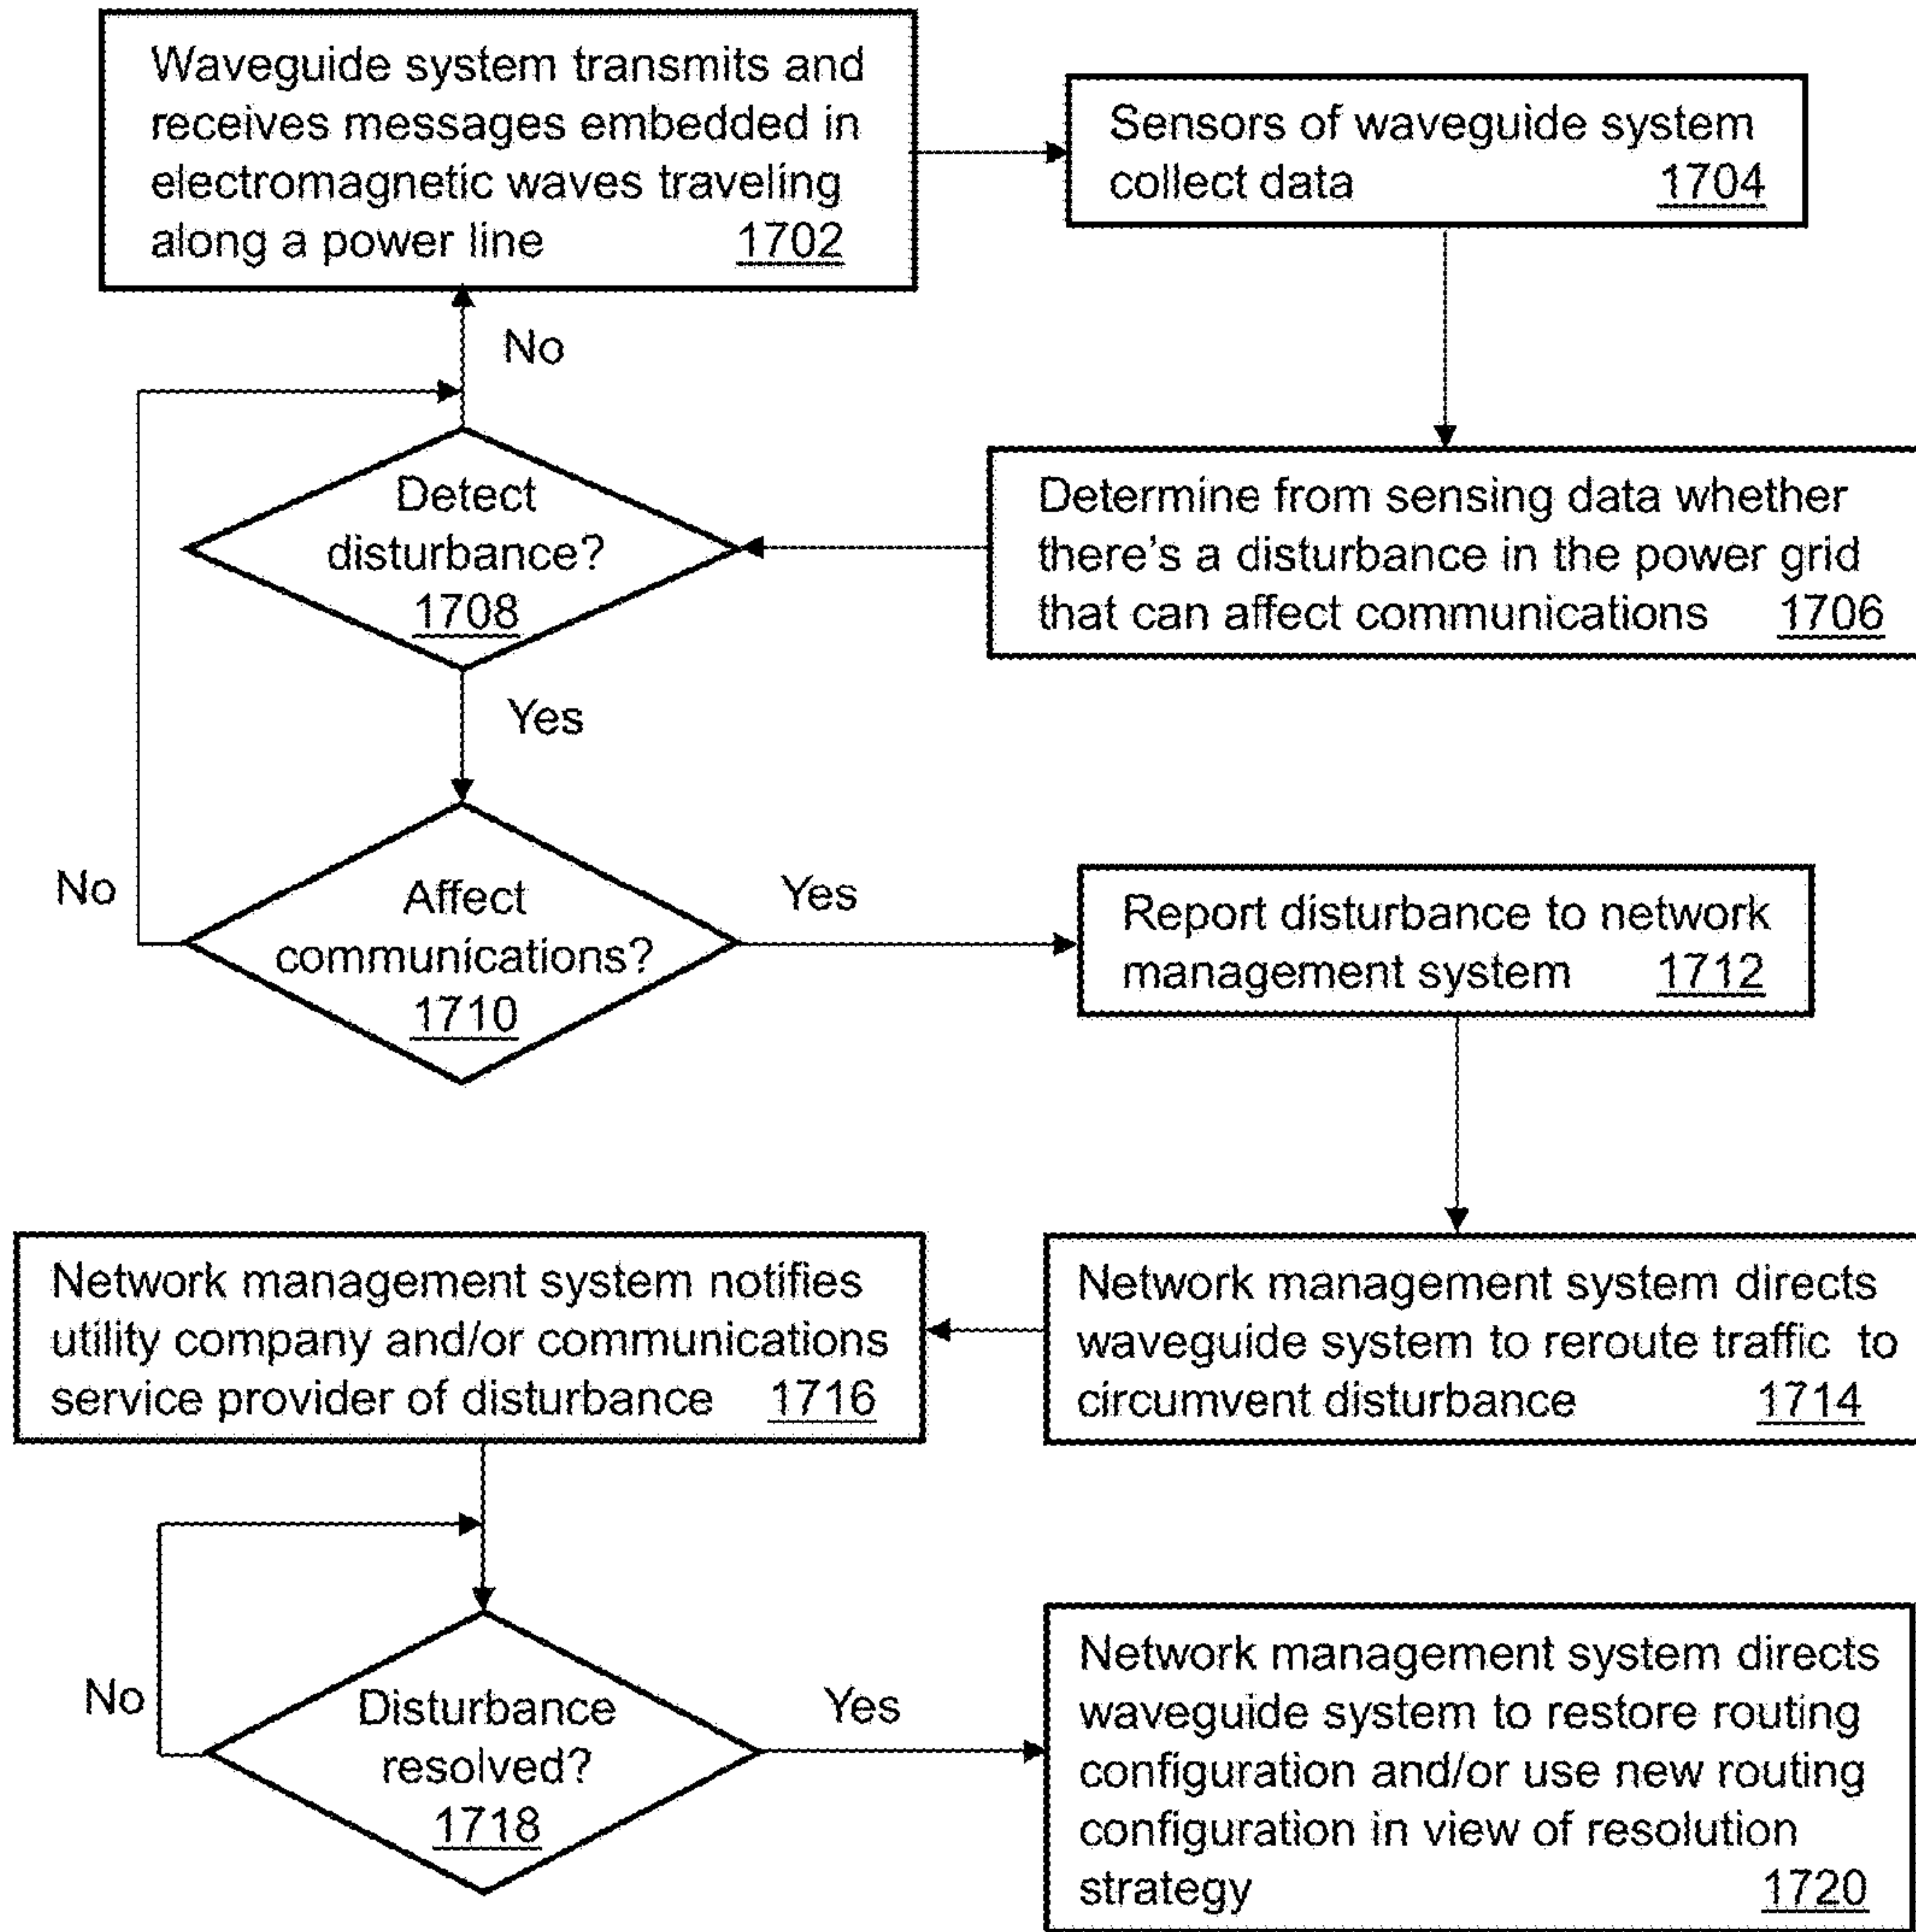 Waveguide system transmits and
receives messages embedded in
electromagnetic waves traveling
along a power line 1702
Sensors of waveguide system
collect data 1704
Determine from sensing data whether
there's a disturbance in the power grid
that can affect communications 1706
No
Detect
disturbance?
1708
Yes
No
Affect
communications?
1710
Yes
Report disturbance to network
management system 1712
Network management system directs
waveguide system to reroute traffic to
circumvent disturbance 1714
Network management system notifies
utility company and/or communications
service provider of disturbance 1716
No
Disturbance
resolved?
1718
Yes
Network management system directs
waveguide system to restore routing
configuration and/or use new routing
configuration in view of resolution
strategy 1720